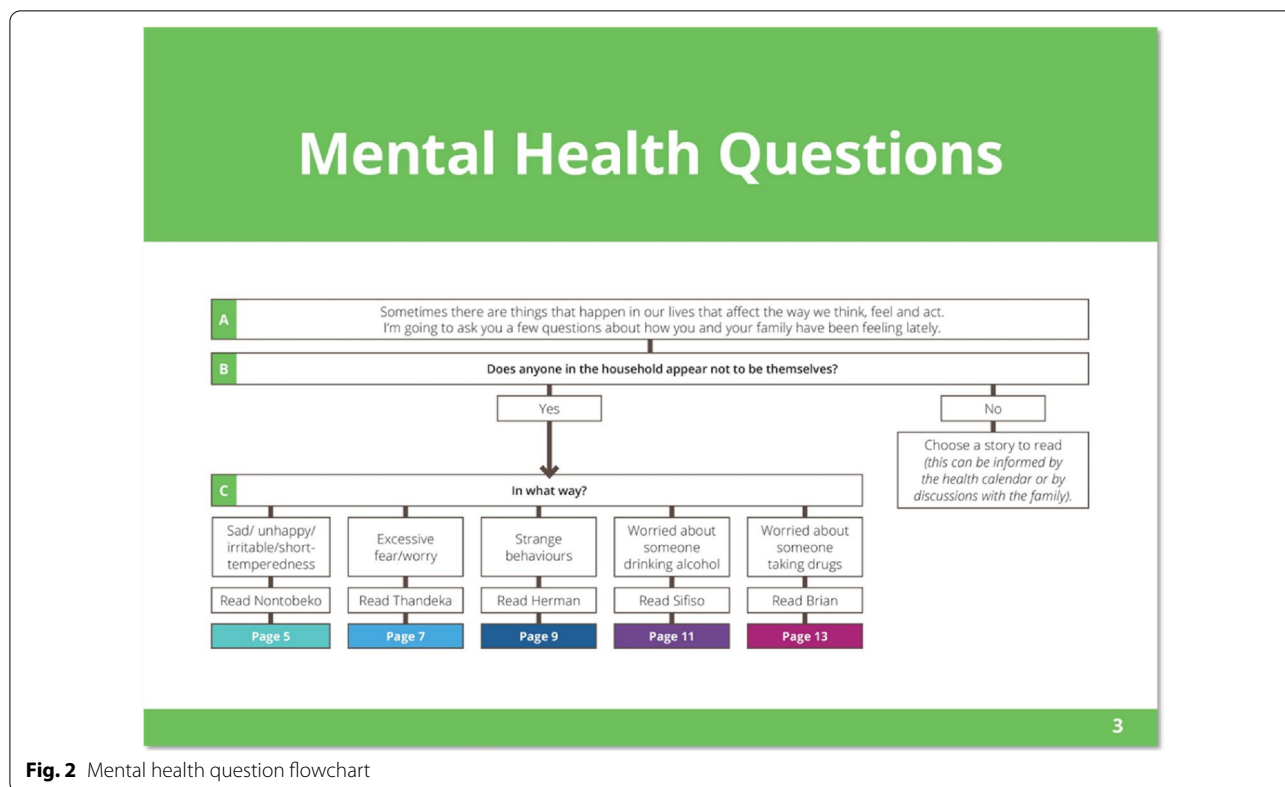 Mental Health Questions
A
Sometimes there are things that happen in our lives that affect the way we think, feel and act.
I'm going to ask you a few questions about how you and your family have been feeling lately.
B
Does anyone in the household appear not to be themselves?
Yes
No
Choose a story to read
(this can be informed by
the health calendar or by
discussions with the family).
C
In what way?
Sad/ unhappy/
irritable/short-
temperedness
Excessive
fear/worry
Strange
behaviours
Worried about
someone
drinking alcohol
Worried about
someone
taking drugs
Read Nontobeko
Read Thandeka
Read Herman
Read Sifiso
Read Brian
Page 5
Page 7
Page 9
Page 11
Page 13
3
Fig. 2 Mental health question flowchart